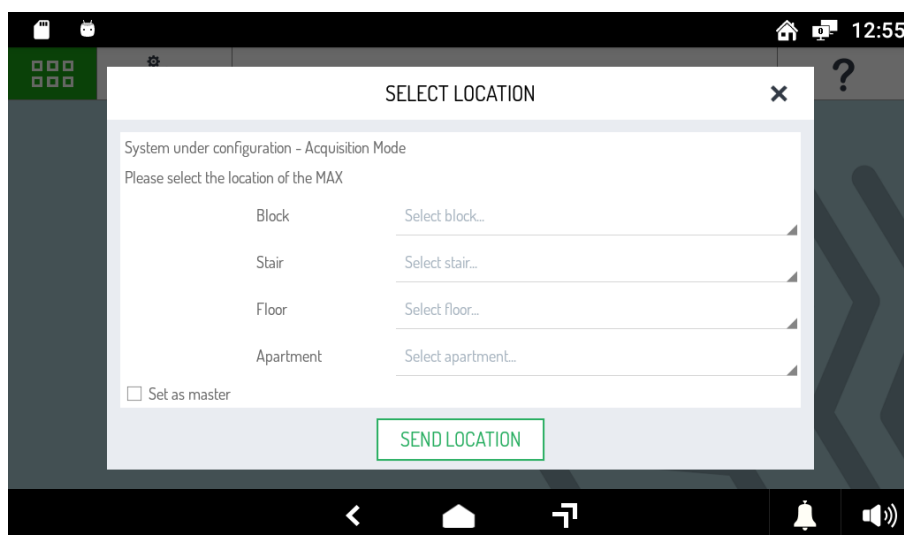 12:55
?
SELECT LOCATION
System under configuration - Acquisition Mode
Please select the location of the MAX
Block Select block...
Stair Select stair...
Floor Select floor...
Apartment Select apartment...
Set as master
SEND LOCATION